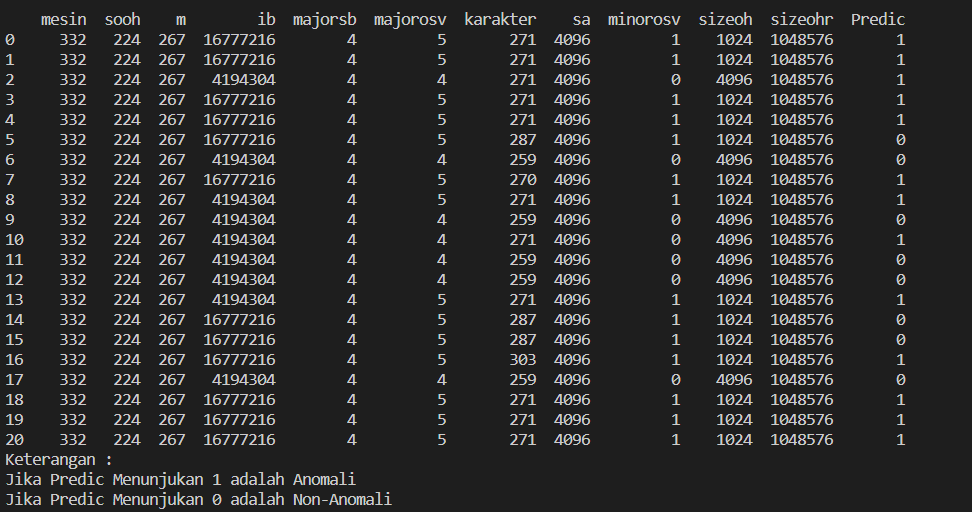 mesin sooh m ib majorsb majorosv karakter sa minorosv sizeoh sizeohr Predic
0 332 224 267 16777216 4 5 271 4096 1 1024 1048576 1
1 332 224 267 16777216 4 5 271 4096 1 1024 1048576 1
2 332 224 267 4194304 4 4 271 4096 0 4096 1048576 1
3 332 224 267 16777216 4 5 271 4096 1 1024 1048576 1
4 332 224 267 16777216 4 5 271 4096 1 1024 1048576 1
5 332 224 267 16777216 4 5 287 4096 1 1024 1048576 0
6 332 224 267 4194304 4 4 259 4096 0 4096 1048576 0
7 332 224 267 16777216 4 5 270 4096 1 1024 1048576 1
8 332 224 267 4194304 4 5 271 4096 1 1024 1048576 1
9 332 224 267 4194304 4 4 259 4096 0 4096 1048576 0
10 332 224 267 4194304 4 4 271 4096 0 4096 1048576 1
11 332 224 267 4194304 4 4 259 4096 0 4096 1048576 0
12 332 224 267 4194304 4 4 259 4096 0 4096 1048576 0
13 332 224 267 4194304 4 5 271 4096 1 1024 1048576 1
14 332 224 267 16777216 4 5 287 4096 1 1024 1048576 0
15 332 224 267 16777216 4 5 287 4096 1 1024 1048576 0
16 332 224 267 16777216 4 5 303 4096 1 1024 1048576 1
17 332 224 267 4194304 4 4 259 4096 0 4096 1048576 0
18 332 224 267 16777216 4 5 271 4096 1 1024 1048576 1
19 332 224 267 16777216 4 5 271 4096 1 1024 1048576 1
20 332 224 267 16777216 4 5 271 4096 1 1024 1048576 1
Keterangan :
Jika Predic Menunjukan 1 adalah Anomali
Jika Predic Menunjukan 0 adalah Non-Anomali